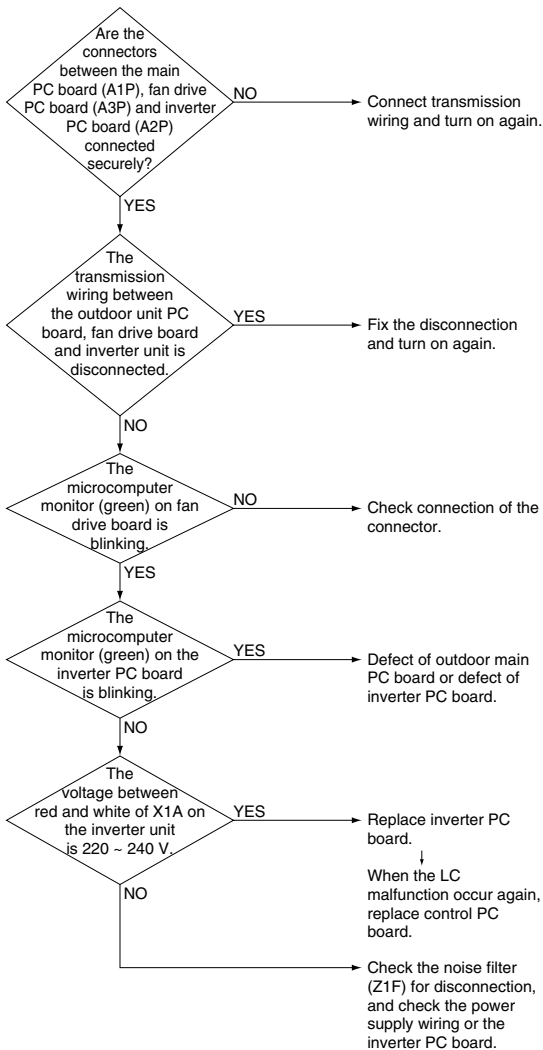 Are the
connectors
between the main
PC board (A1P), fan drive
PC board (A3P) and inverter
PC board (A2P)
connected
securely?
NO
Connect transmission
wiring and turn on again.
YES
The
transmission
wiring between
the outdoor unit PC
board, fan drive board
and inverter unit is
disconnected.
YES
Fix the disconnection
and turn on again.
NO
The
microcomputer
monitor (green) on fan
drive board is
blinking.
NO
Check connection of the
connector.
YES
The
microcomputer
monitor (green) on the
inverter PC board
is blinking.
YES
Defect of outdoor main
PC board or defect of
inverter PC board.
NO
The
voltage between
red and white of X1A on
the inverter unit
is 220 ~ 240 V.
YES
Replace inverter PC
board.
When the LC
malfunction occur again,
replace control PC
board.
NO
Check the noise filter
(Z1F) for disconnection,
and check the power
supply wiring or the
inverter PC board.